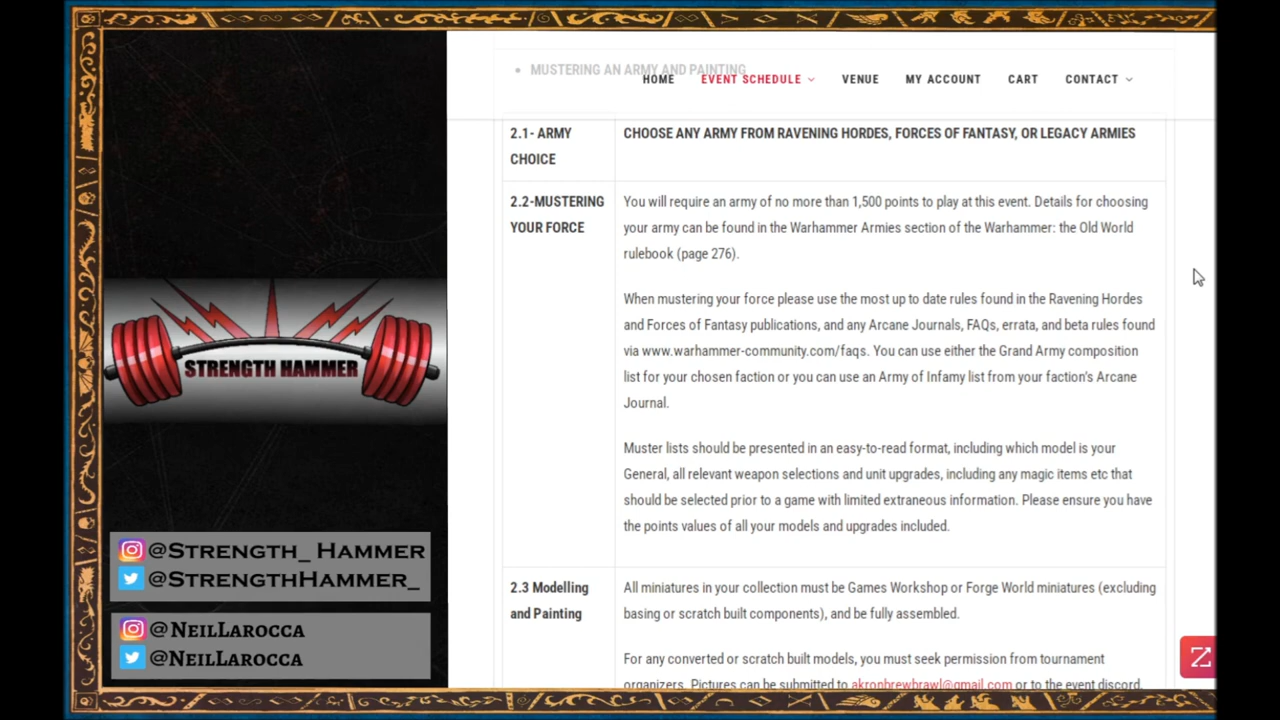 STRENGTH HAMMER
@Strength_ Hammer
@StrengthHammer_
@NeilLarocca
@NeilLarocca
• MUSTERING AN ARMY AND PAINTING
HOME EVENT SCHEDULE VENUE MY ACCOUNT CART CONTACT
2.1- ARMY CHOICE
CHOOSE ANY ARMY FROM RAVENING HORDES, FORCES OF FANTASY, OR LEGACY ARMIES
2.2-MUSTERING
YOUR FORCE
You will require an army of no more than 1,500 points to play at this event. Details for choosing
your army can be found in the Warhammer Armies section of the Warhammer: the Old World
rulebook (page 276).
When mustering your force please use the most up to date rules found in the Ravening Hordes
and Forces of Fantasy publications, and any Arcane Journals, FAQs, errata, and beta rules found
via www.warhammer-community.com/faqs. You can use either the Grand Army composition
list for your chosen faction or you can use an Army of Infamy list from your faction's Arcane
Journal.
Muster lists should be presented in an easy-to-read format, including which model is your
General, all relevant weapon selections and unit upgrades, including any magic items etc that
should be selected prior to a game with limited extraneous information. Please ensure you have
the points values of all your models and upgrades included.
2.3 Modelling
and Painting
All miniatures in your collection must be Games Workshop or Forge World miniatures (excluding
basing or scratch built components), and be fully assembled.
For any converted or scratch built models, you must seek permission from tournament
organizers. Pictures can be submitted to akronbrewbrawl@gmail.com or to the event discord.